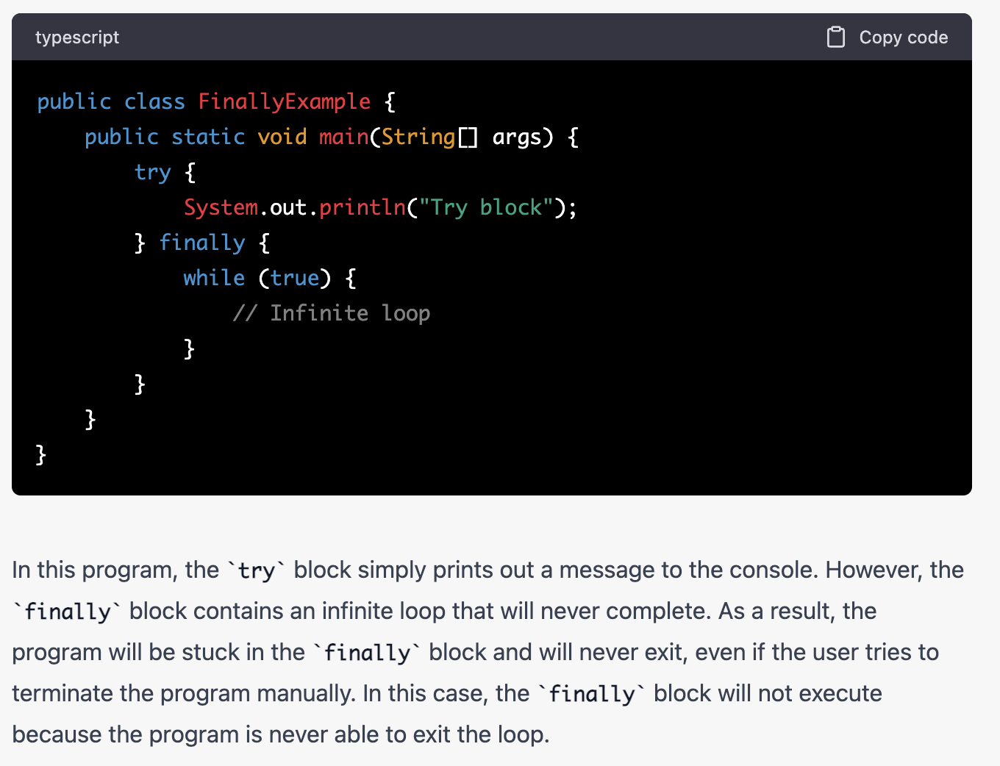 typescript
Copy code
public class FinallyExample {
    public static void main(String[] args) {
        try {
            System.out.println("Try block");
        } finally {
            while (true) {
                // Infinite loop
            }
        }
    }
}
In this program, the `try` block simply prints out a message to the console. However, the
`finally` block contains an infinite loop that will never complete. As a result, the
program will be stuck in the `finally` block and will never exit, even if the user tries to
terminate the program manually. In this case, the `finally` block will not execute
because the program is never able to exit the loop.